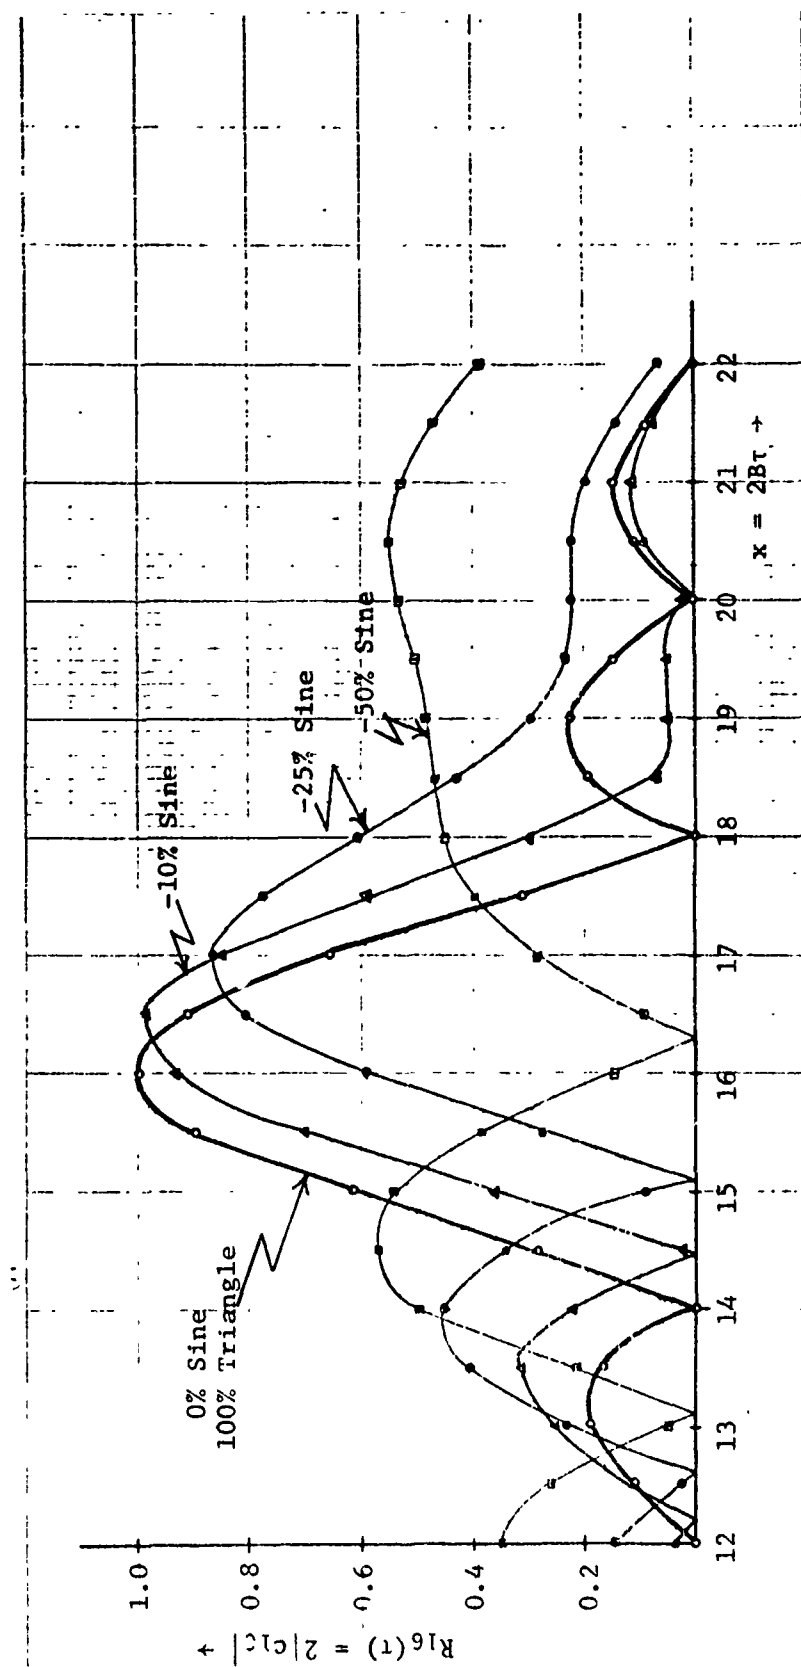 R₁₆(τ) = 2|c₁c| →
1.0
0.8
0.6
0.4
0.2
0% Sine
100% Triangle
-10% Sine
-25% Sine
-50% Sine
12
13
14
15
16
17
18
19
20
21
22
x = 2Bτ →